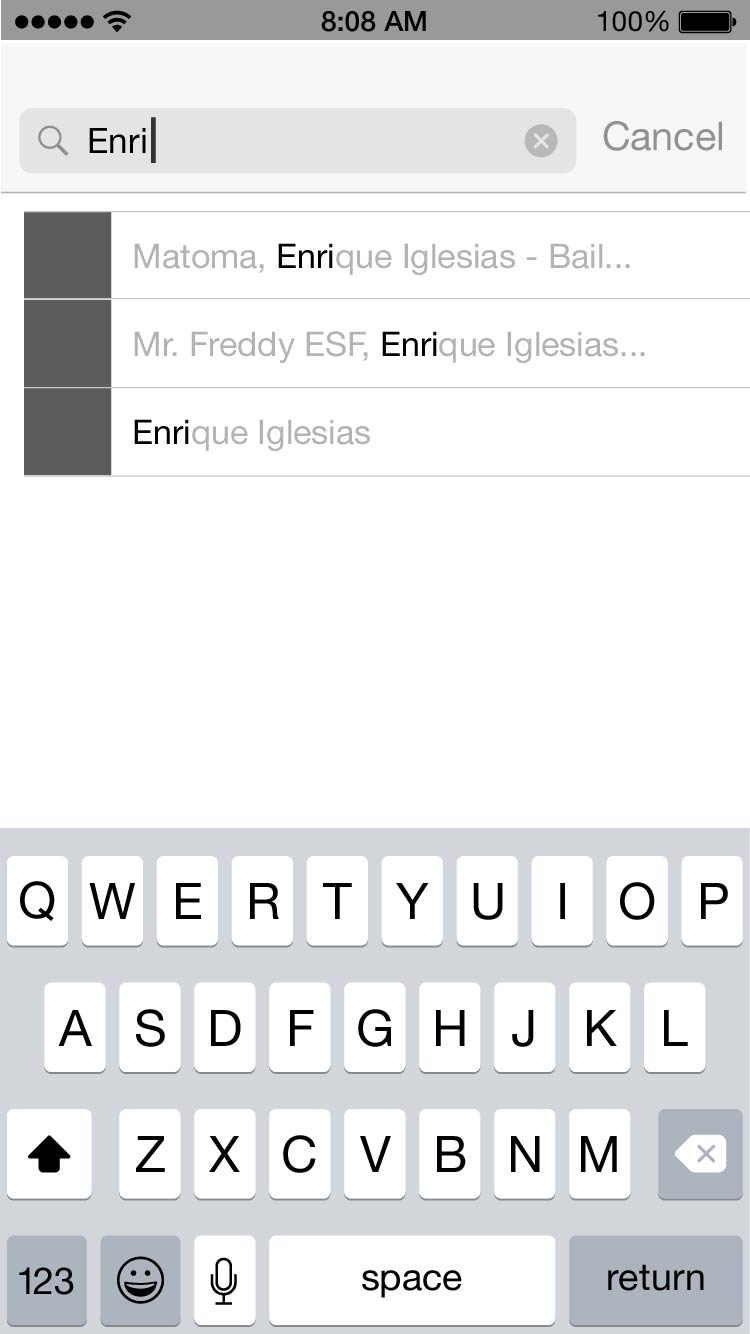 8:08 AM 100%
Enri Cancel
Matoma, Enrique Iglesias - Bail...
Mr. Freddy ESF, Enrique Iglesias...
Enrique Iglesias
Q W E R T Y U I O P
A S D F G H J K L
Z X C V B N M
123 space return